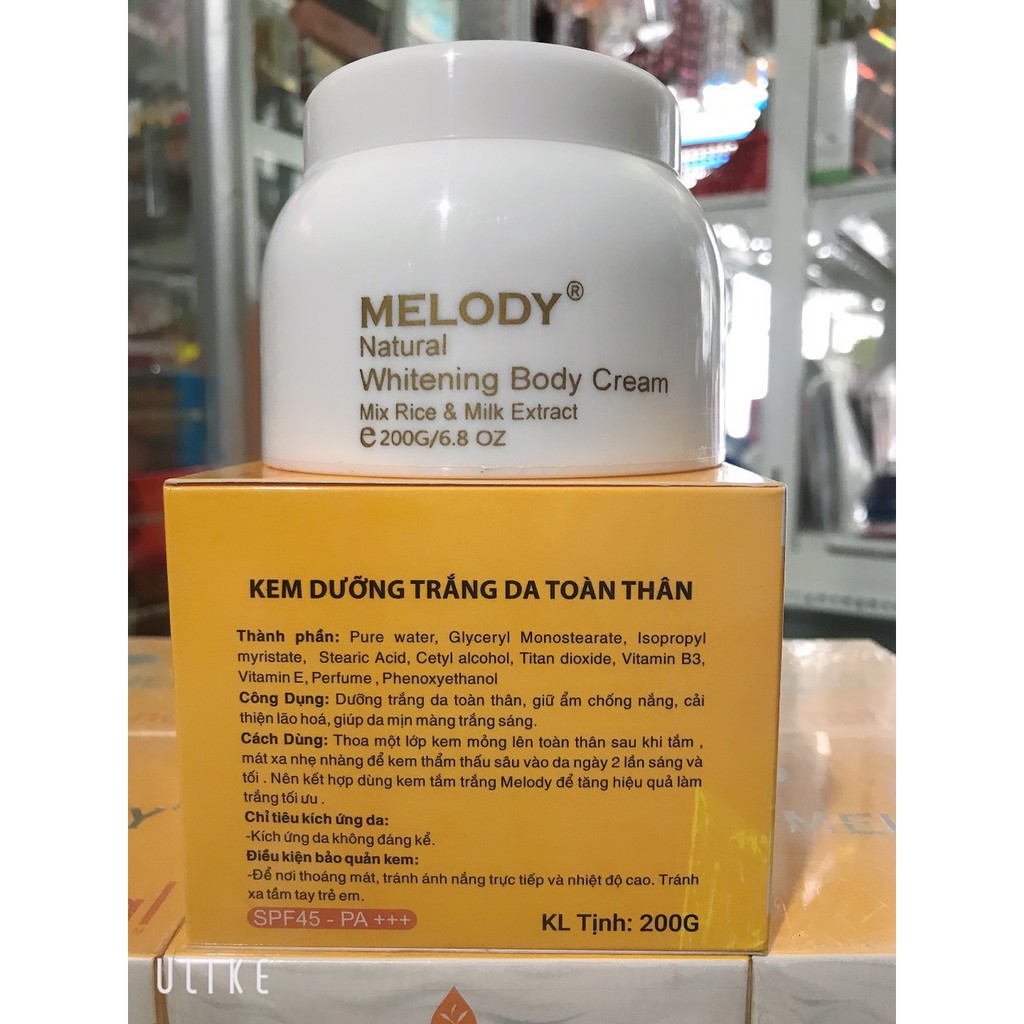 MELODY®
Natural
Whitening Body Cream
Mix Rice & Milk Extract
e 200G/6.8 OZ
KEM DƯỠNG TRẮNG DA TOÀN THÂN
Thành phần: Pure water, Glyceryl Monostearate, Isopropyl
myristate, Stearic Acid, Cetyl alcohol, Titan dioxide, Vitamin B3,
Vitamin E, Perfume , Phenoxyethanol
Công Dụng: Dưỡng trắng da toàn thân, giữ ẩm chống nắng, cải
thiện lão hoá, giúp da mịn màng trắng sáng.
Cách Dùng: Thoa một lớp kem mỏng lên toàn thân sau khi tắm ,
mát xa nhẹ nhàng để kem thẩm thấu sâu vào da ngày 2 lần sáng và
tối . Nên kết hợp dùng kem tắm trắng Melody để tăng hiệu quả làm
trắng tối ưu .
Chỉ tiêu kích ứng da:
-Kích ứng da không đáng kể.
Điều kiện bảo quản kem:
-Để nơi thoáng mát, tránh ánh nắng trực tiếp và nhiệt độ cao. Tránh
xa tầm tay trẻ em.
SPF45 - PA +++
KL Tịnh: 200G
ULIKE